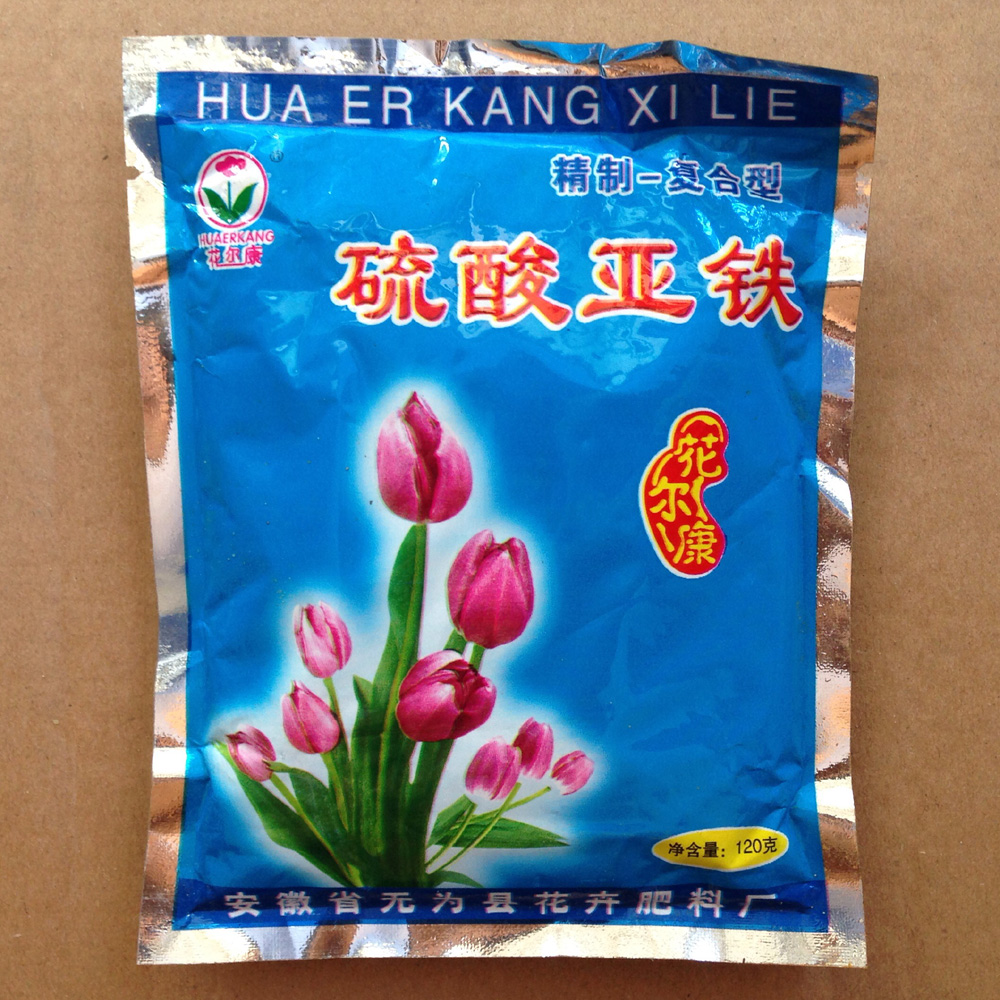 HUA ER KANG XI LIE
精制-复合型
HUAERKANG
花尔康
硫酸亚铁
花尔康
净含量：120克
安徽省无为县花卉肥料厂